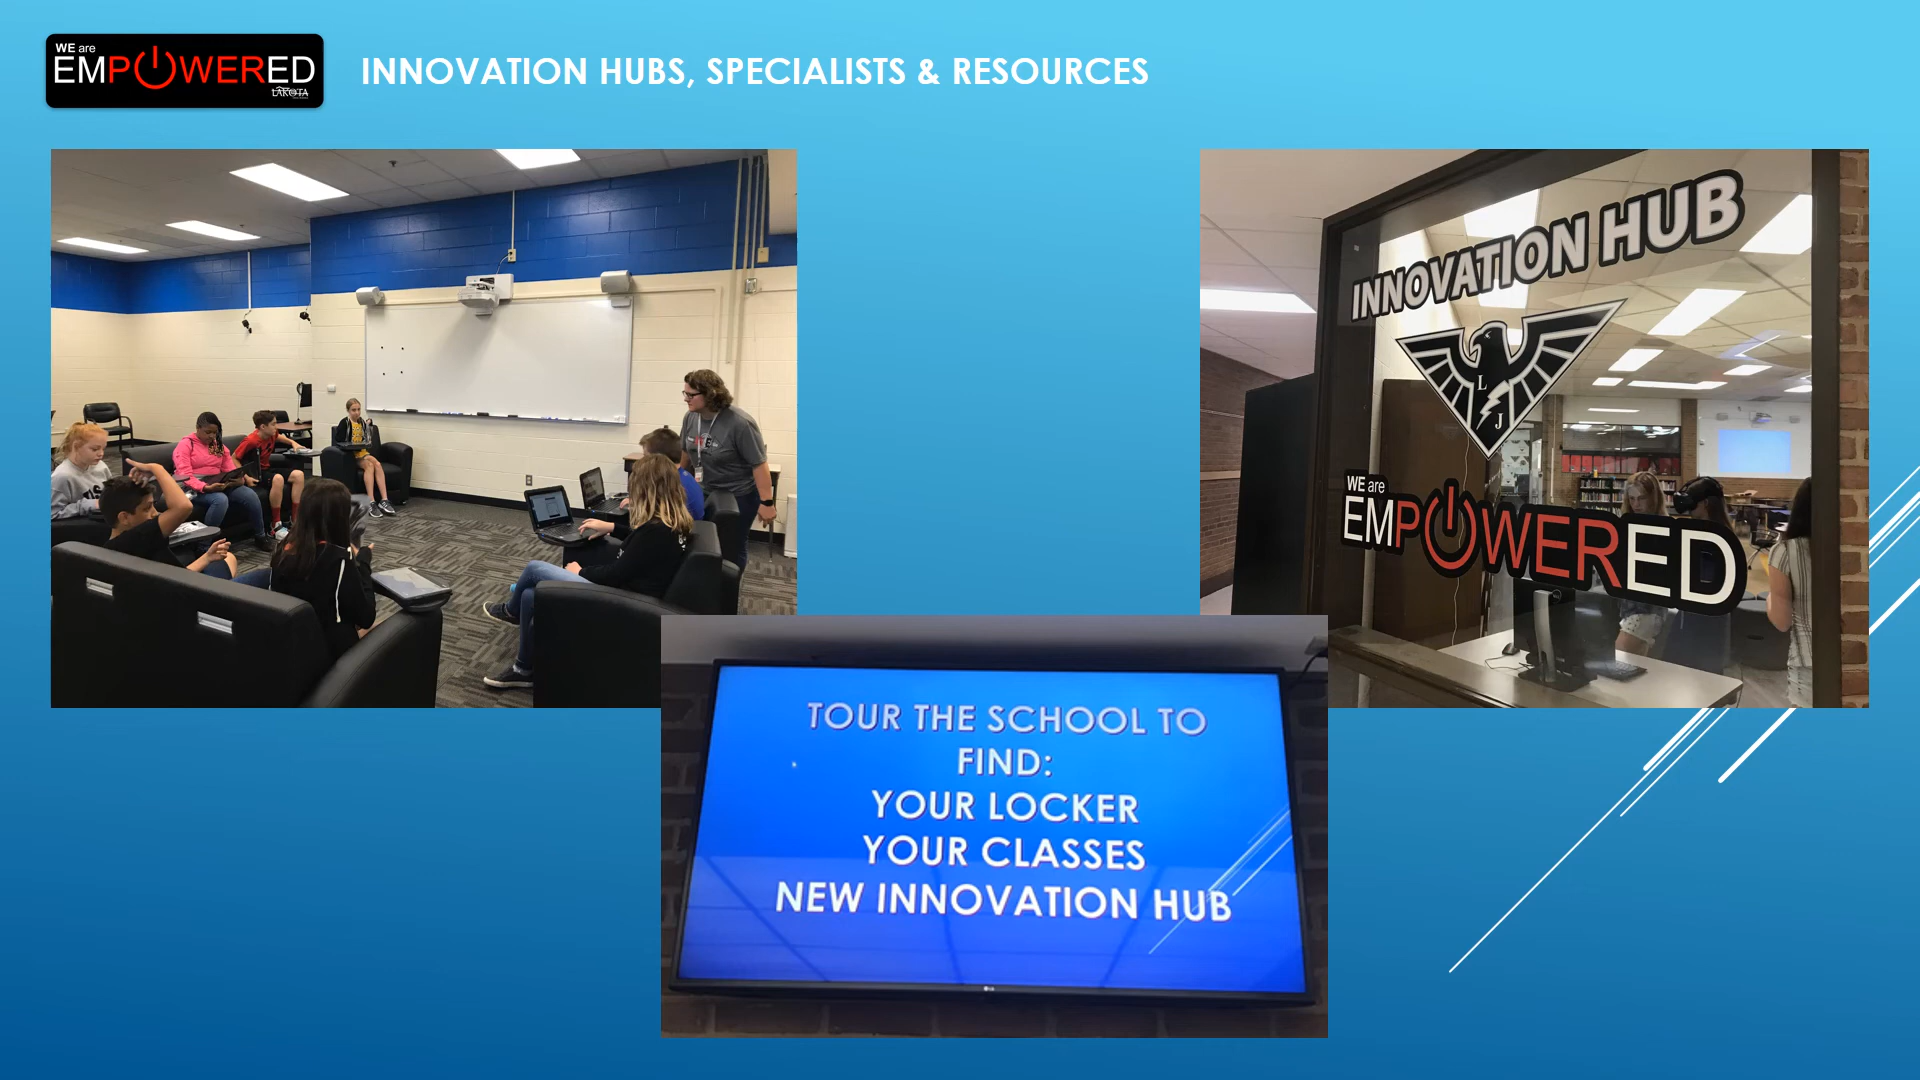 WE are
EMPOWERED
LAKOTA
INNOVATION HUBS, SPECIALISTS & RESOURCES
INNOVATION HUB
L
J
WE are
EMPOWERED
TOUR THE SCHOOL TO
FIND:
YOUR LOCKER
YOUR CLASSES
NEW INNOVATION HUB
LG